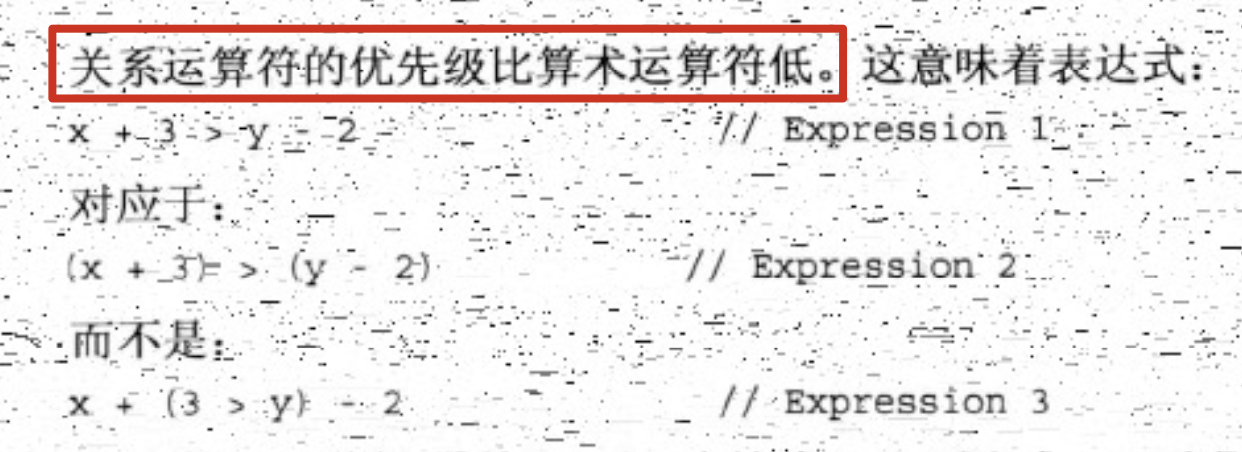 关系运算符的优先级比算术运算符低。这意味着表达式：
x + 3 > y - 2 // Expression 1
对应于：
(x + 3) > (y - 2) // Expression 2
而不是：
x + (3 > y) - 2 // Expression 3